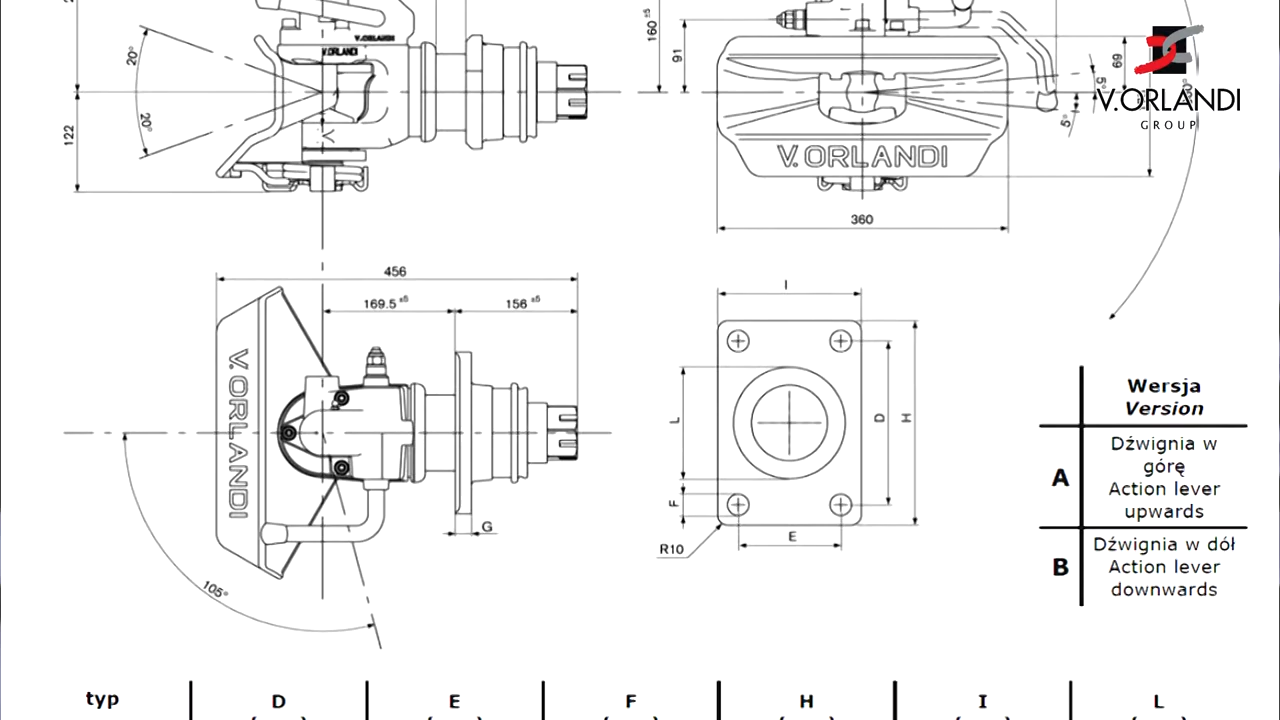 V.ORLANDI
V.ORLANDI
160 ±5
91
69
5°
5°
20°
20°
122
V.ORLANDI
GROUP
V.ORLANDI
360
456
169.5 ±5
156 ±5
I
V.ORLANDI
L
D
H
F
E
G
R10
105°
Wersja
Version
A
Dźwignia w
górę
Action lever
upwards
B
Dźwignia w dół
Action lever
downwards
typ D E F H I L